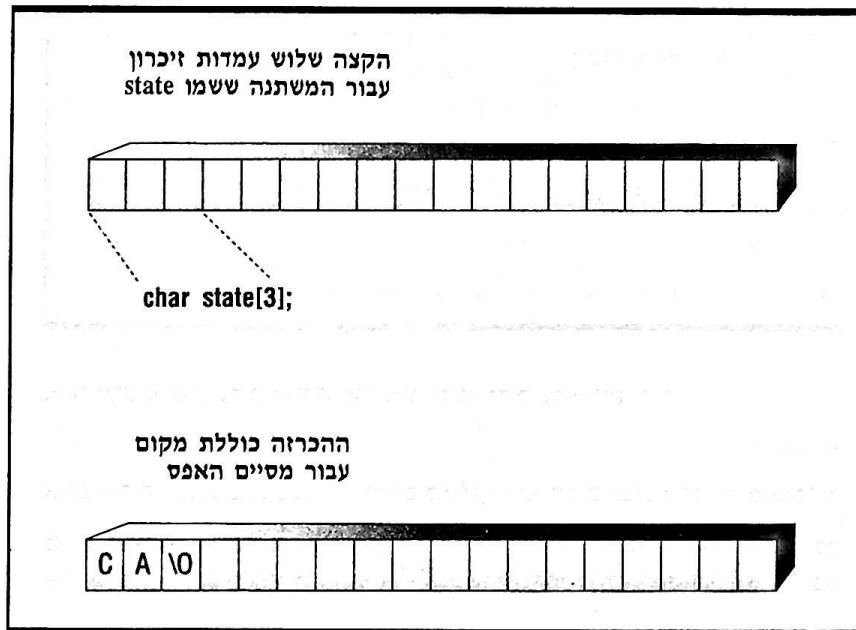 הקצה שלוש עמדות זיכרון
עבור המשתנה ששמו state
char state[3];
ההכרזה כוללת מקום
עבור מסיים האפס
C A \0